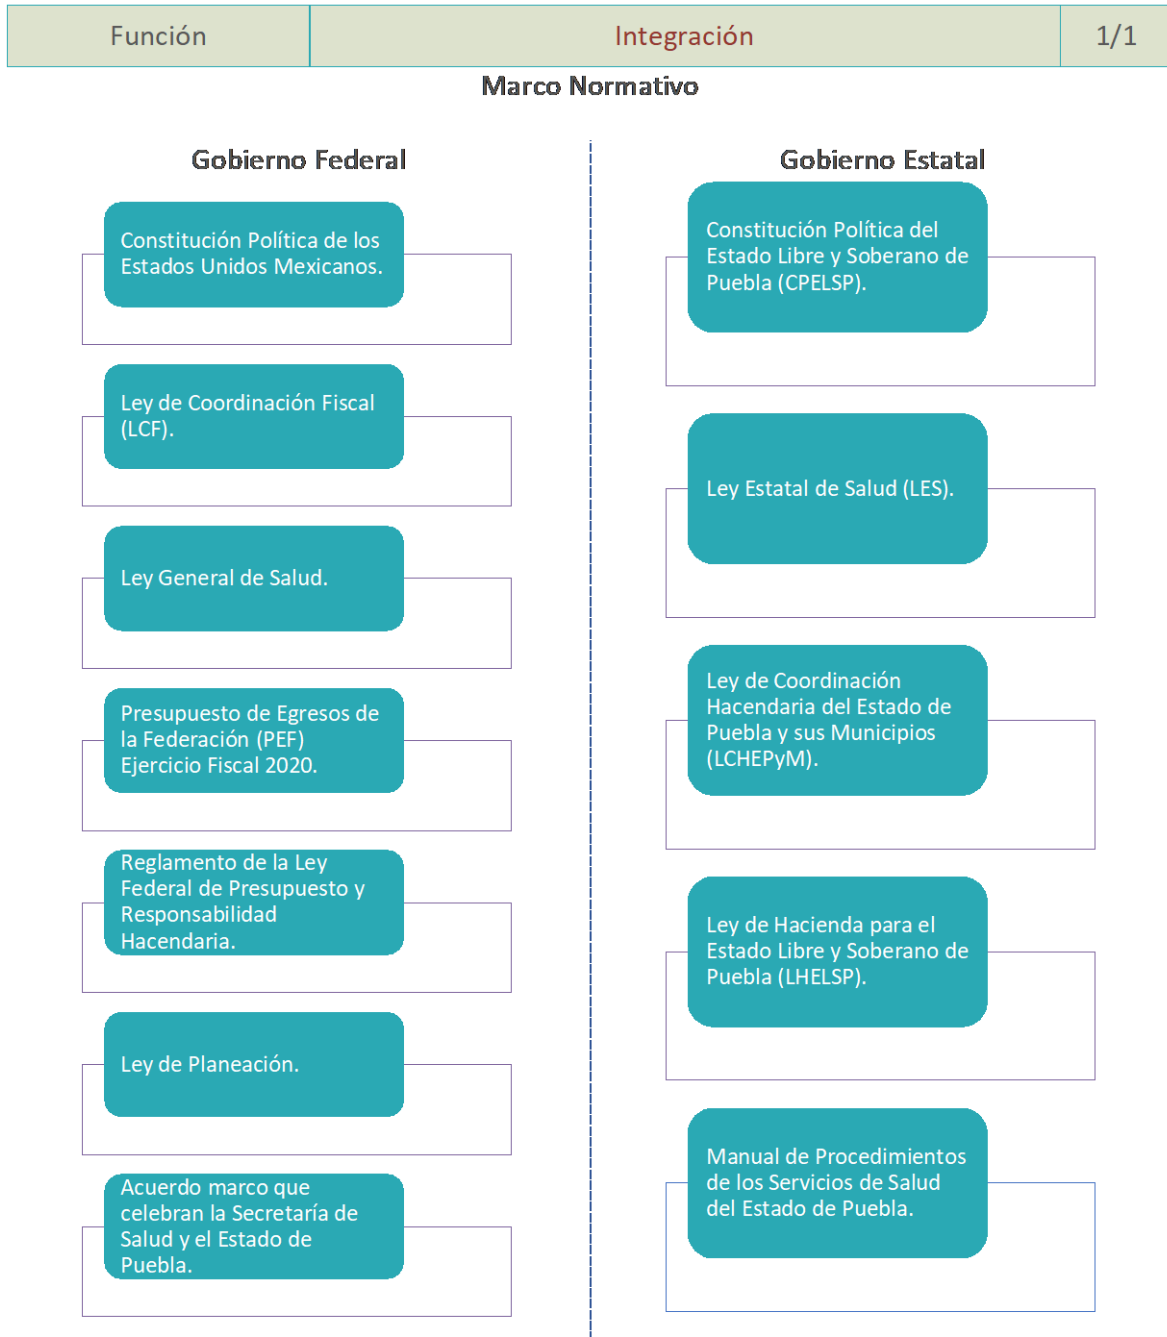 Función
Integración
1/1
Marco Normativo
Gobierno Federal
Constitución Política de los
Estados Unidos Mexicanos.
Ley de Coordinación Fiscal
(LCF).
Ley General de Salud.
Presupuesto de Egresos de
la Federación (PEF)
Ejercicio Fiscal 2020.
Reglamento de la Ley
Federal de Presupuesto y
Responsabilidad
Hacendaria.
Ley de Planeación.
Acuerdo marco que
celebran la Secretaría de
Salud y el Estado de
Puebla.
Gobierno Estatal
Constitución Política del
Estado Libre y Soberano de
Puebla (CPELSP).
Ley Estatal de Salud (LES).
Ley de Coordinación
Hacendaria del Estado de
Puebla y sus Municipios
(LCHEPyM).
Ley de Hacienda para el
Estado Libre y Soberano de
Puebla (LHELSP).
Manual de Procedimientos
de los Servicios de Salud
del Estado de Puebla.